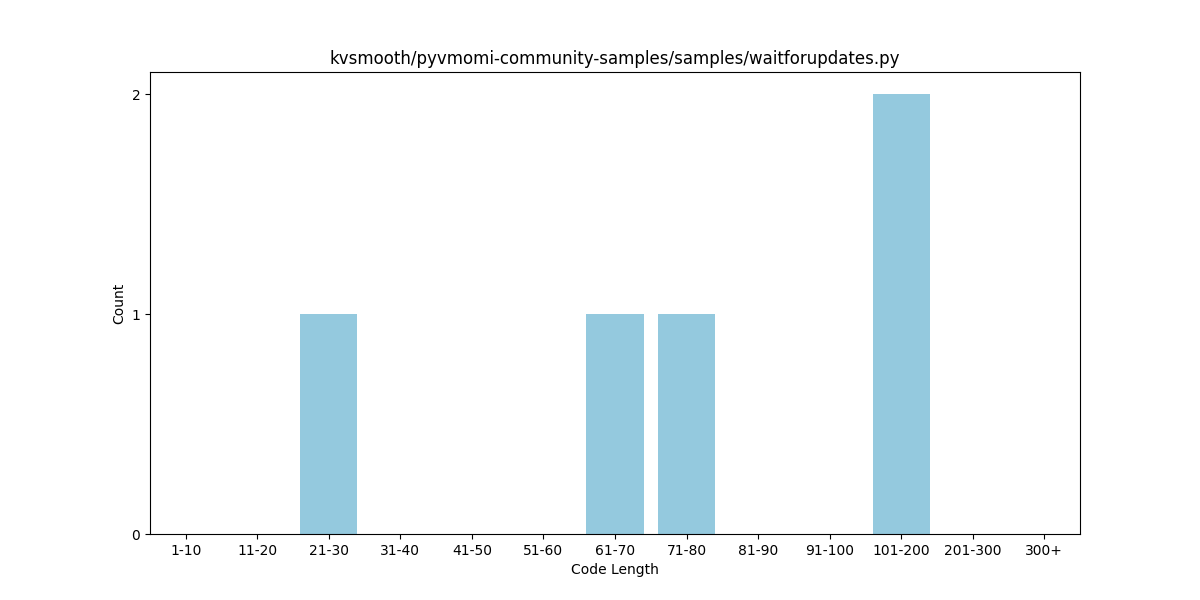 kvsmooth/pyvmomi-community-samples/samples/waitforupdates.py
2
1
0
Count
1-10 11-20 21-30 31-40 41-50 51-60 61-70 71-80 81-90 91-100 101-200 201-300 300+
Code Length